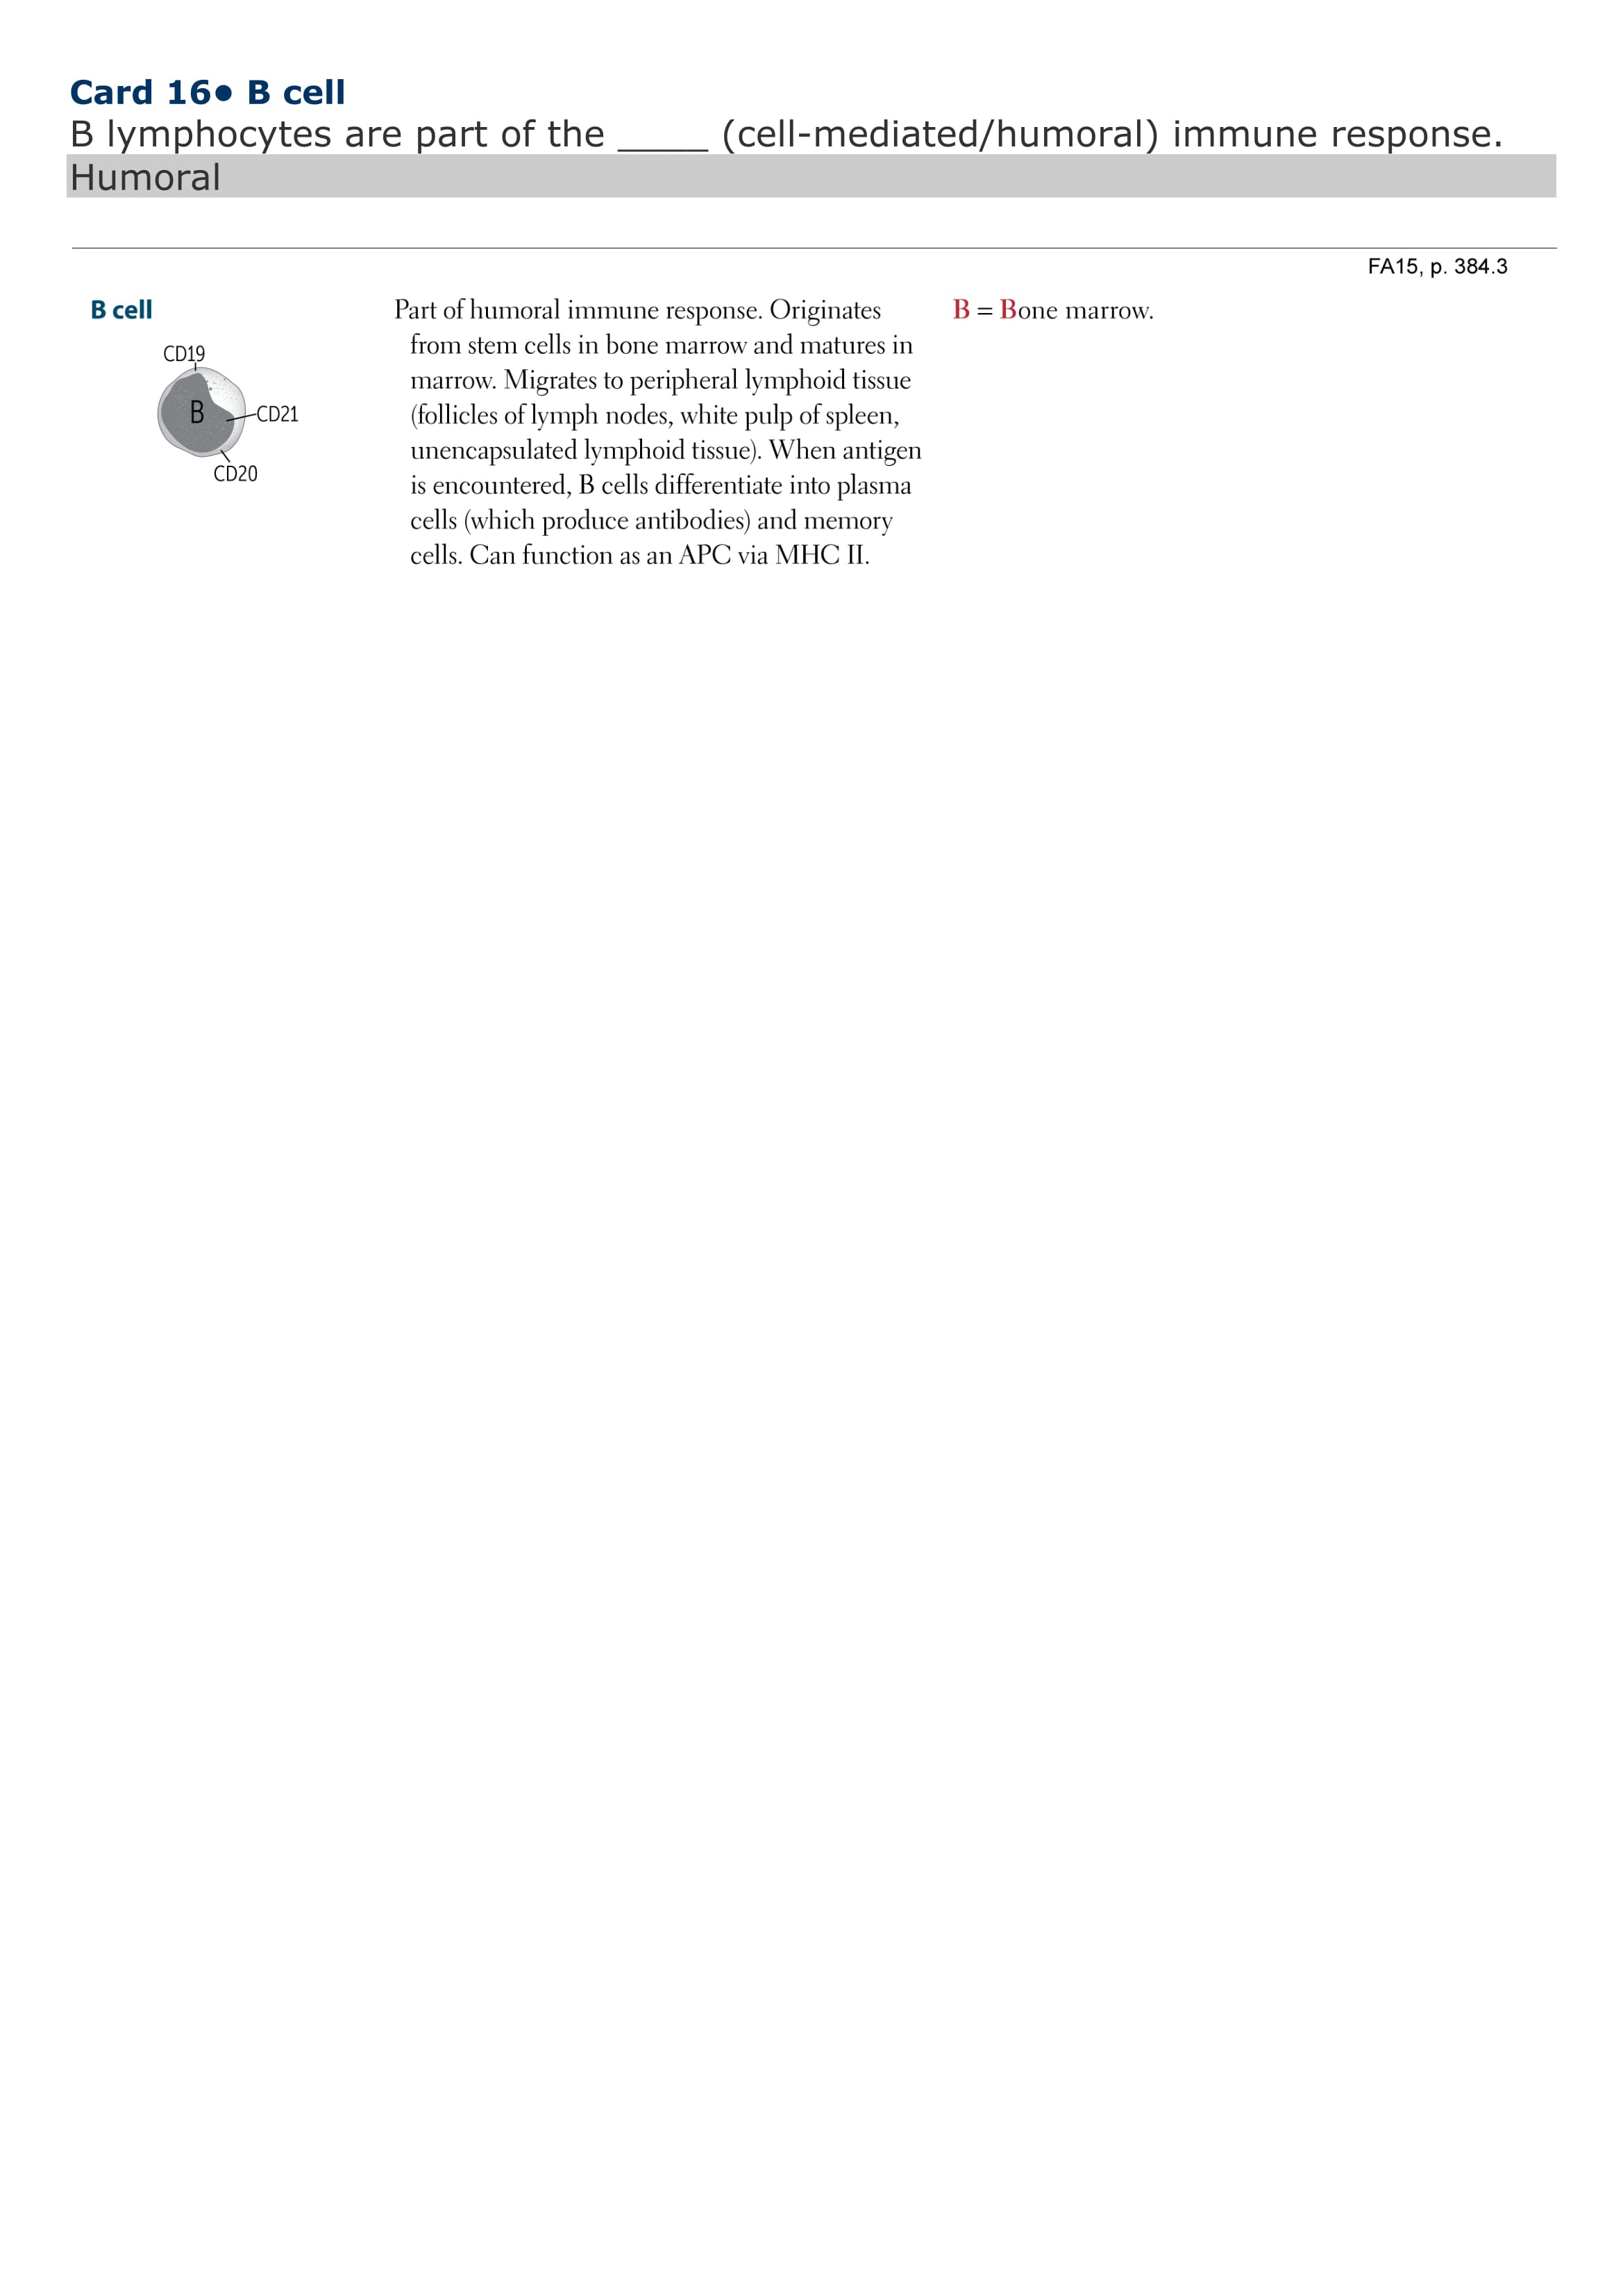 Card 16● B cell
B lymphocytes are part of the _____ (cell-mediated/humoral) immune response.
Humoral
FA15, p. 384.3
B cell
CD19
B
CD21
CD20
Part of humoral immune response. Originates
from stem cells in bone marrow and matures in
marrow. Migrates to peripheral lymphoid tissue
(follicles of lymph nodes, white pulp of spleen,
unencapsulated lymphoid tissue). When antigen
is encountered, B cells differentiate into plasma
cells (which produce antibodies) and memory
cells. Can function as an APC via MHC II.
B = Bone marrow.